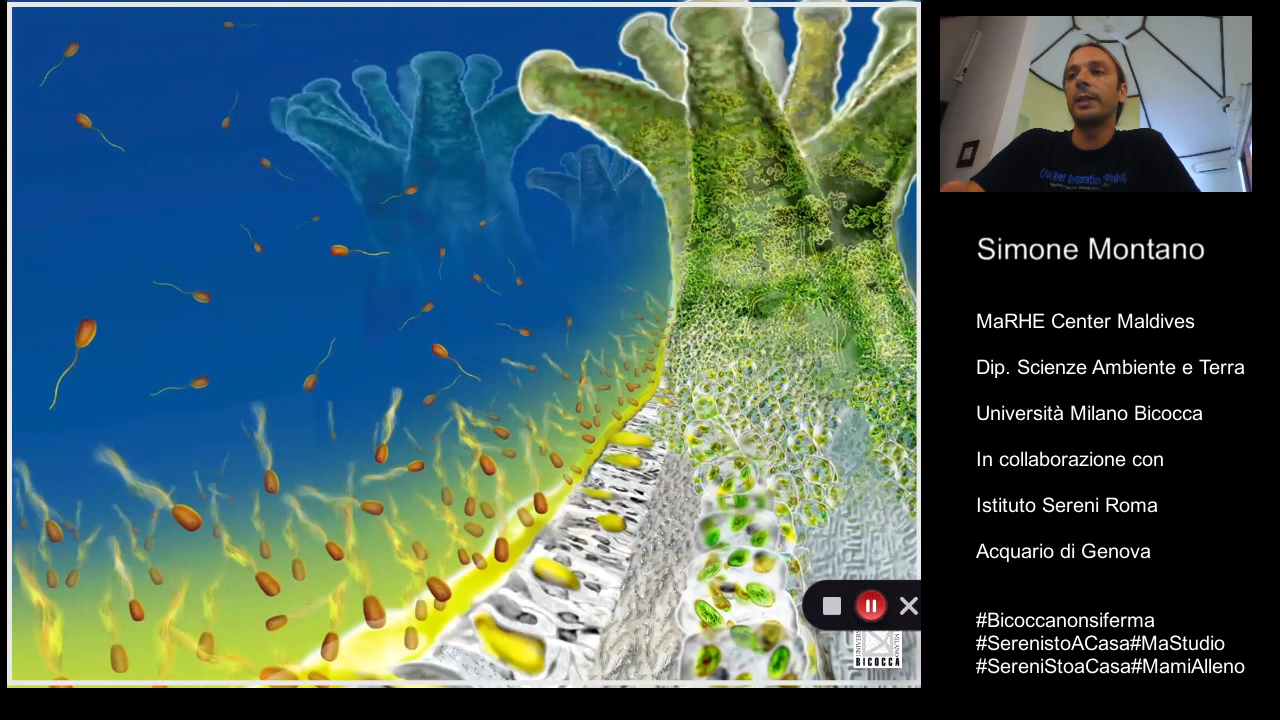 Simone Montano
MaRHE Center Maldives
Dip. Scienze Ambiente e Terra
Università Milano Bicocca
In collaborazione con
Istituto Sereni Roma
Acquario di Genova
#Bicoccanonsiferma
#SerenistoACasa#MaStudio
#SereniStoaCasa#MamiAlleno
BICOCCA